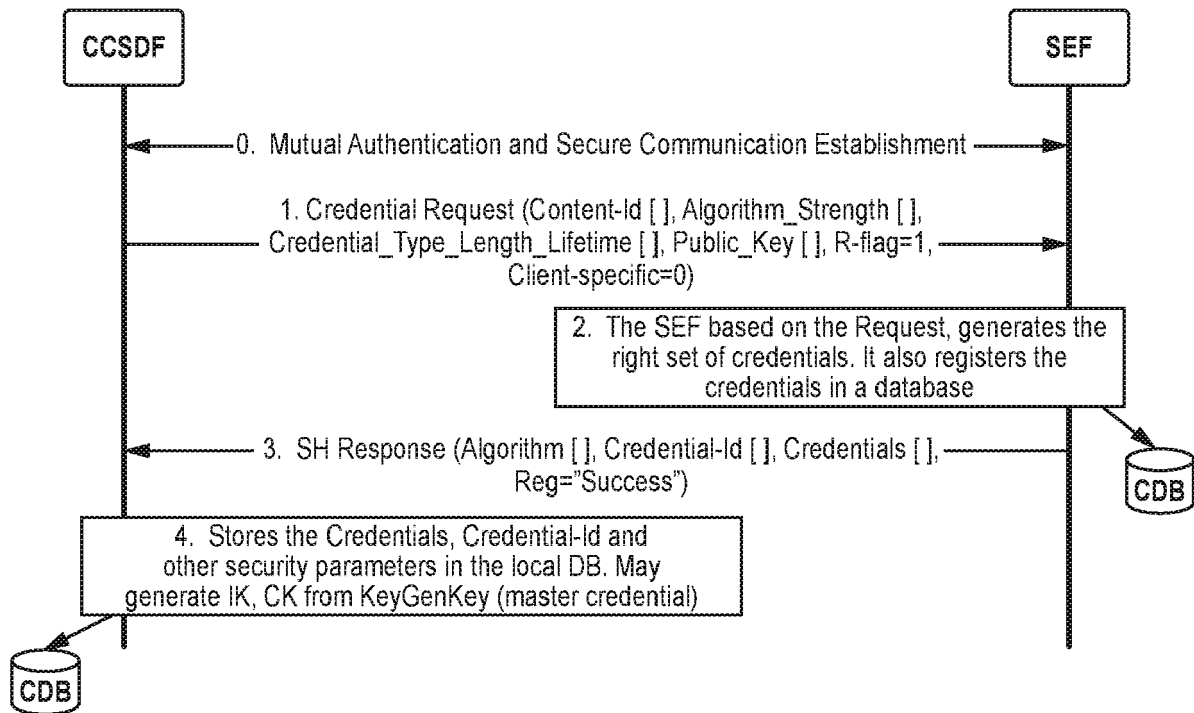 CCSDF
SEF
0. Mutual Authentication and Secure Communication Establishment
1. Credential Request (Content-Id [ ], Algorithm_Strength [ ],
Credential_Type_Length_Lifetime [ ], Public_Key [ ], R-flag=1,
Client-specific=0)
2. The SEF based on the Request, generates the
right set of credentials. It also registers the
credentials in a database
3. SH Response (Algorithm [ ], Credential-Id [ ], Credentials [ ],
Reg=”Success”)
CDB
4. Stores the Credentials, Credential-Id and
other security parameters in the local DB. May
generate IK, CK from KeyGenKey (master credential)
CDB